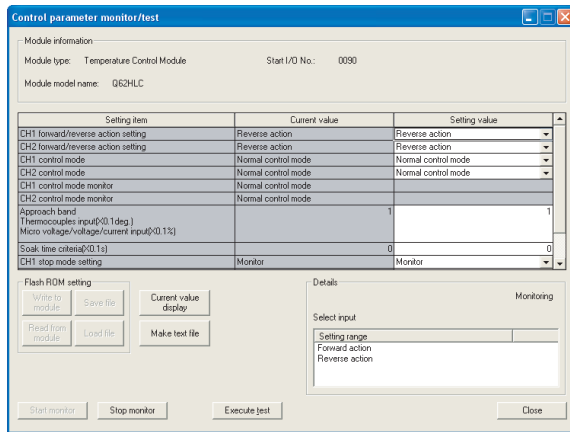 Control parameter monitor/test
Module information
Module type: Temperature Control Module Start I/O No.: 0090
Module model name: Q62HLC
Setting item Current value Setting value
CH1 forward/reverse action setting Reverse action Reverse action
CH2 forward/reverse action setting Reverse action Reverse action
CH1 control mode Normal control mode Normal control mode
CH2 control mode Normal control mode Normal control mode
CH1 control mode monitor Normal control mode
CH2 control mode monitor Normal control mode
Approach band 1 1
Thermocouples input(X0.1deg.)
Micro voltage/voltage/current input(X0.1%)
Soak time criteria(X0.1s) 0 0
CH1 stop mode setting Monitor Monitor
Flash ROM setting
Write to
module
Save file
Current value
display
Read from
module
Load file
Make text file
Details
Monitoring
Select input
Setting range
Forward action
Reverse action
Start monitor Stop monitor Execute test Close